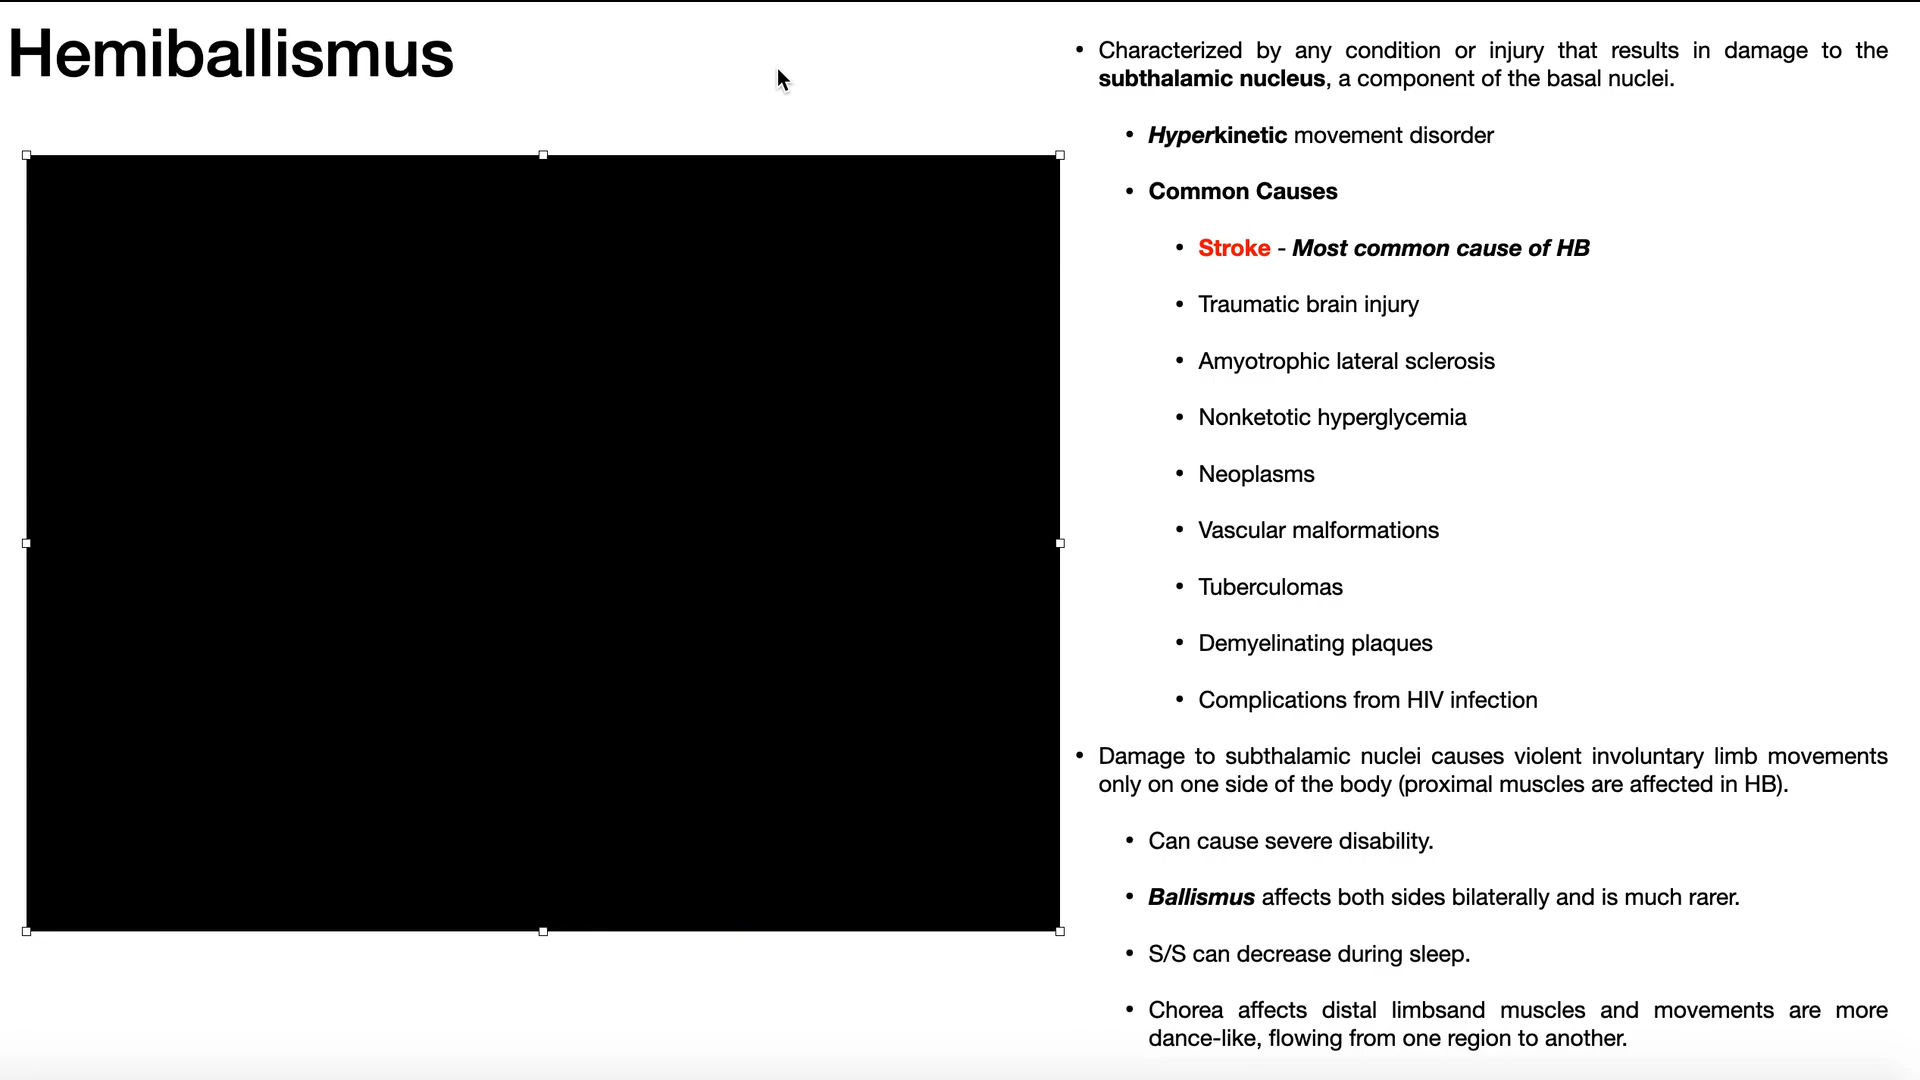 Hemiballismus
• Characterized by any condition or injury that results in damage to the
subthalamic nucleus, a component of the basal nuclei.
• Hyperkinetic movement disorder
• Common Causes
• Stroke - Most common cause of HB
• Traumatic brain injury
• Amyotrophic lateral sclerosis
• Nonketotic hyperglycemia
• Neoplasms
• Vascular malformations
• Tuberculomas
• Demyelinating plaques
• Complications from HIV infection
• Damage to subthalamic nuclei causes violent involuntary limb movements
only on one side of the body (proximal muscles are affected in HB).
• Can cause severe disability.
• Ballismus affects both sides bilaterally and is much rarer.
• S/S can decrease during sleep.
• Chorea affects distal limbsand muscles and movements are more
dance-like, flowing from one region to another.